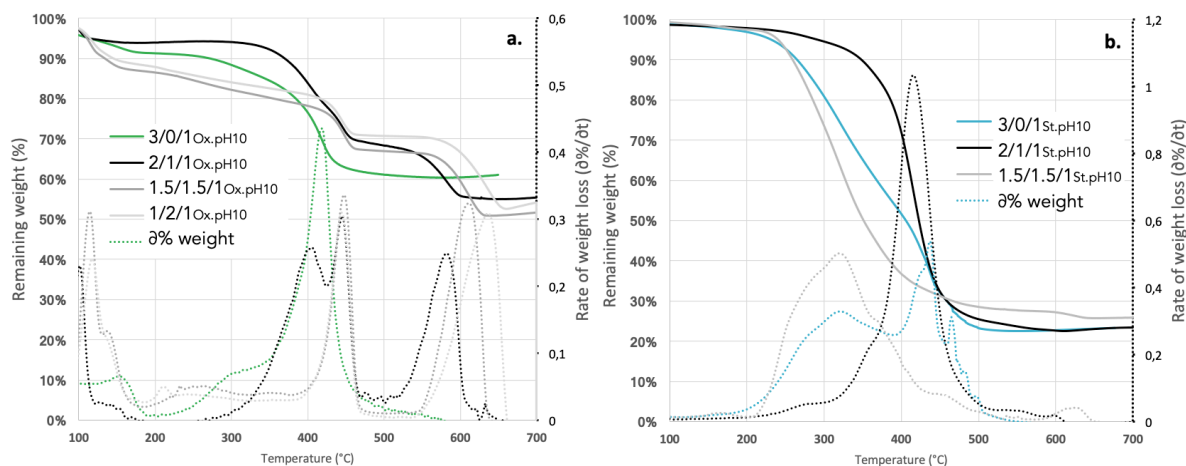 a.
Remaining weight (%)
100%
90%
80%
70%
60%
50%
40%
30%
20%
10%
0%
3/0/1Ox.pH10
2/1/1Ox.pH10
1.5/1.5/1Ox.pH10
1/2/1Ox.pH10
∂% weight
0,6
0,5
0,4
0,3
0,2
0,1
0
Rate of weight loss (∂%/∂t)
100 200 300 400 500 600 700
Temperature (°C)
b.
Remaining weight (%)
100%
90%
80%
70%
60%
50%
40%
30%
20%
10%
0%
3/0/1St.pH10
2/1/1St.pH10
1.5/1.5/1St.pH10
∂% weight
1,2
1
0,8
0,6
0,4
0,2
0
Rate of weight loss (∂%/∂t)
100 200 300 400 500 600 700
Temperature (°C)